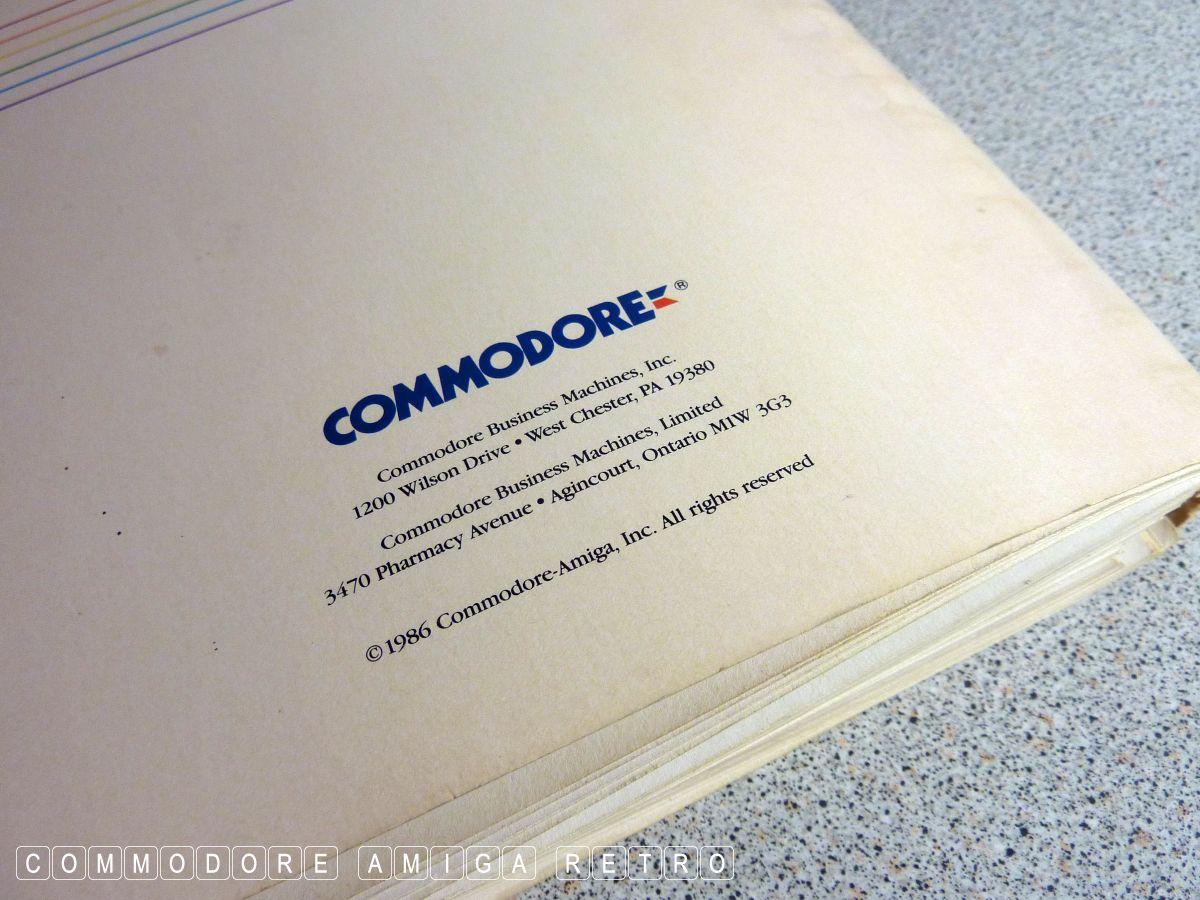 COMMODORE®
Commodore Business Machines, Inc.
1200 Wilson Drive • West Chester, PA 19380
Commodore Business Machines, Limited
3470 Pharmacy Avenue • Agincourt, Ontario M1W 3G3
©1986 Commodore-Amiga, Inc. All rights reserved
COMMODORE AMIGA RETRO